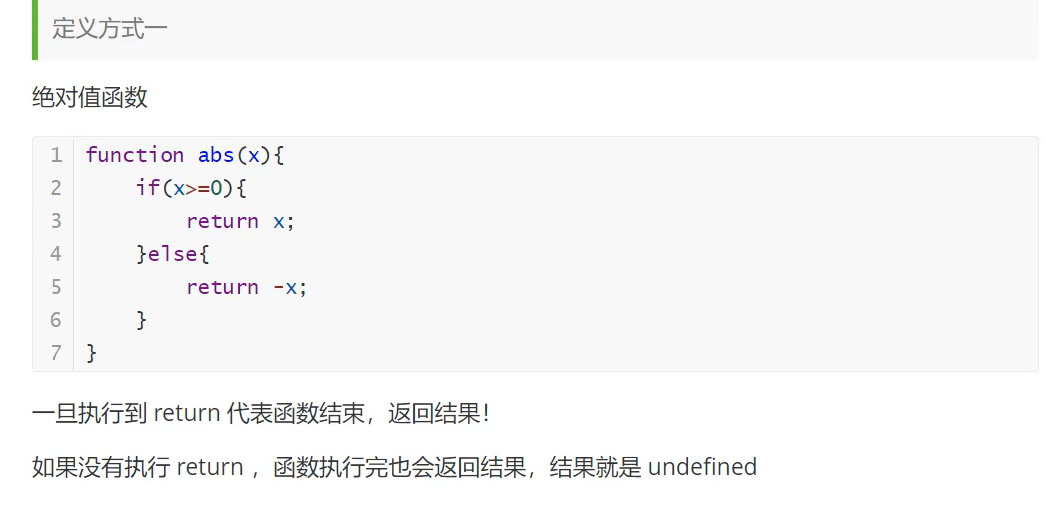 定义方式一
绝对值函数
1 function abs(x){
2     if(x>=0){
3         return x;
4     }else{
5         return -x;
6     }
7 }
一旦执行到 return 代表函数结束，返回结果！
如果没有执行 return ，函数执行完也会返回结果，结果就是 undefined